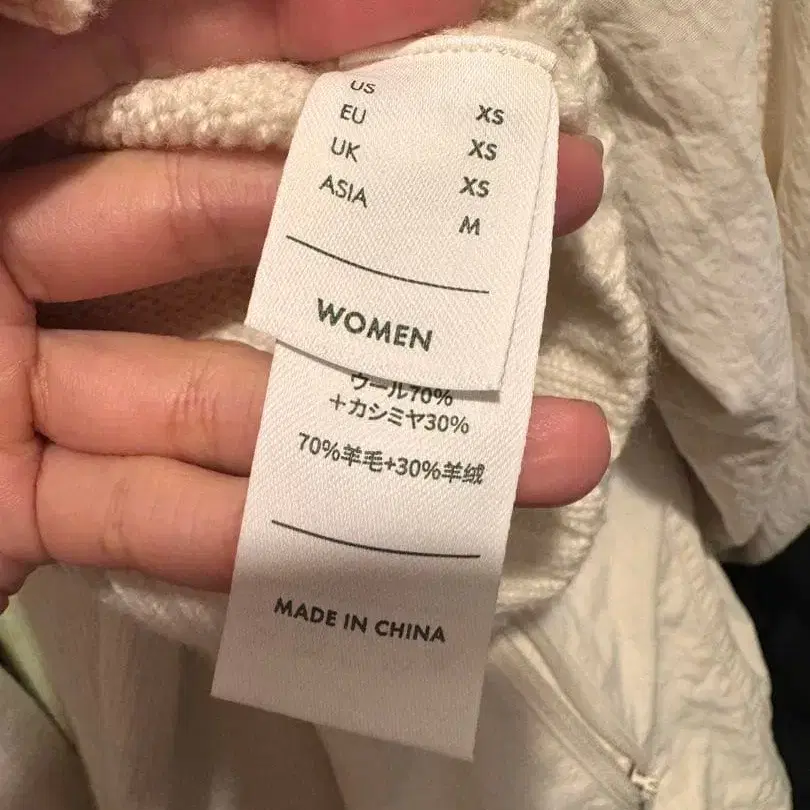 US XS
EU XS
UK XS
ASIA M
WOMEN
ウール70%
＋カシミヤ30%
70%羊毛+30%羊绒
MADE IN CHINA